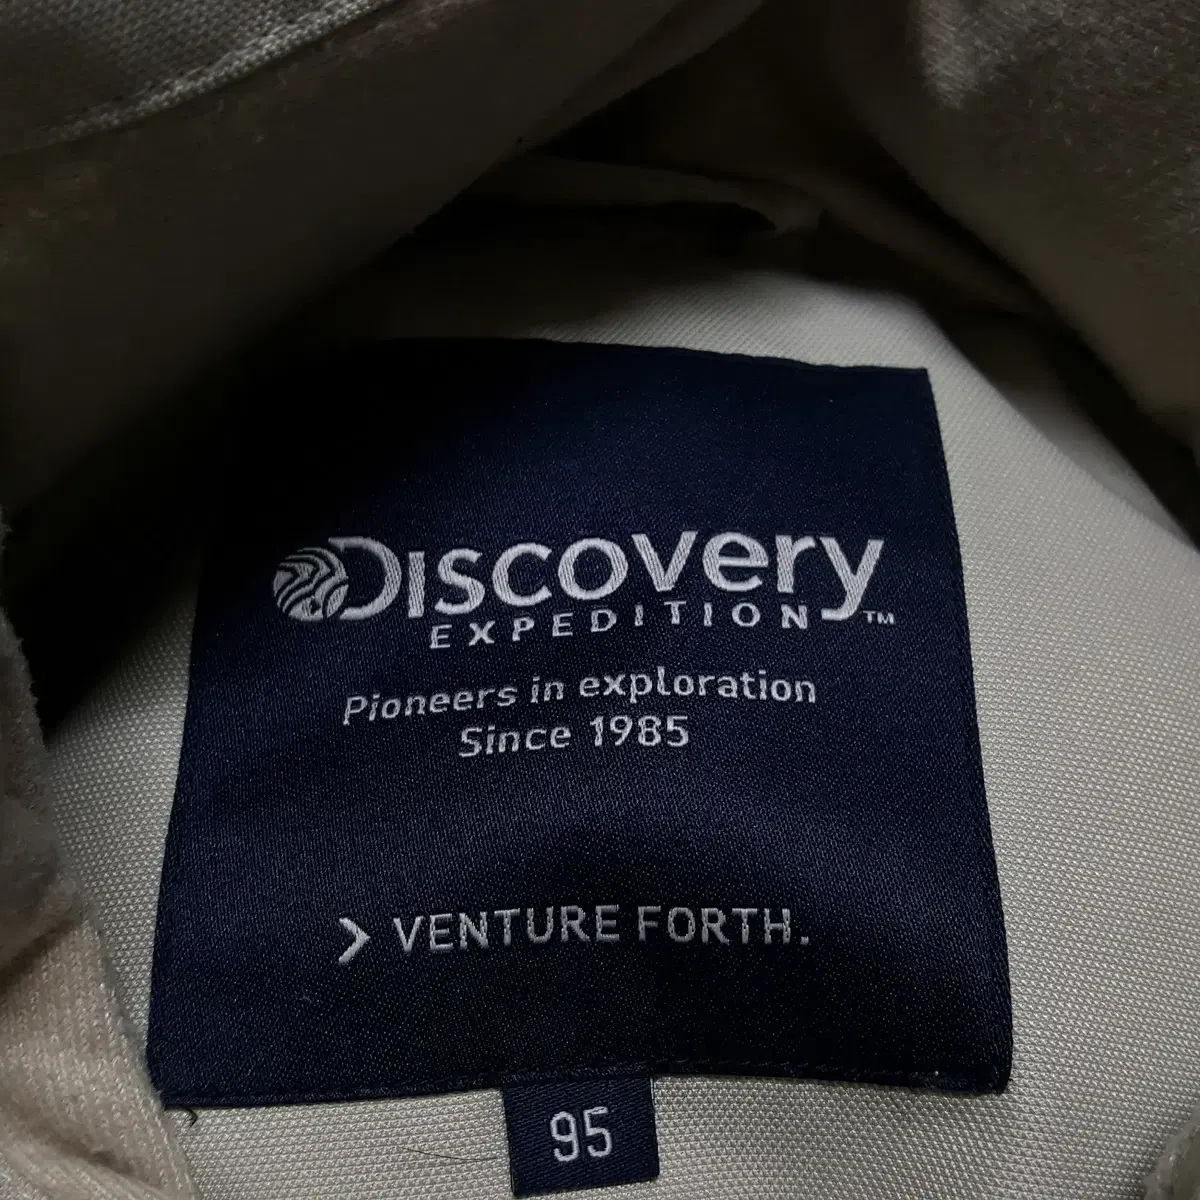 DISCOVERY
EXPEDITION™
Pioneers in exploration
Since 1985
> VENTURE FORTH.
95